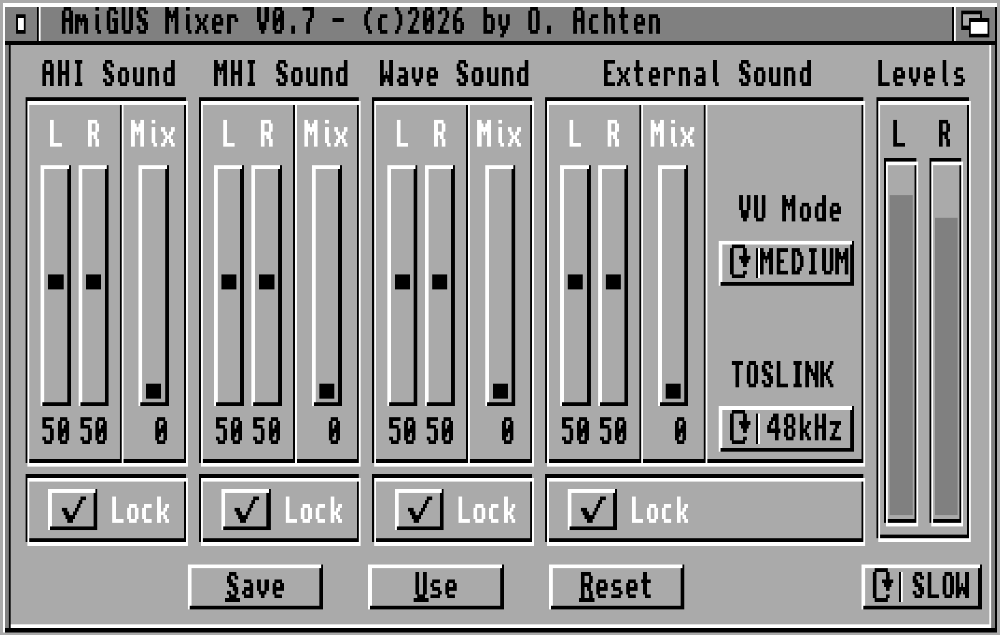 AmiGUS Mixer V0.7 - (c)2026 by O. Achten
AHI Sound MHI Sound Wave Sound External Sound Levels
L R Mix L R Mix L R Mix L R Mix L R
VU Mode
MEDIUM
TOSLINK
48kHz
50 50 0 50 50 0 50 50 0 50 50 0
Lock Lock Lock Lock
Save Use Reset SLOW